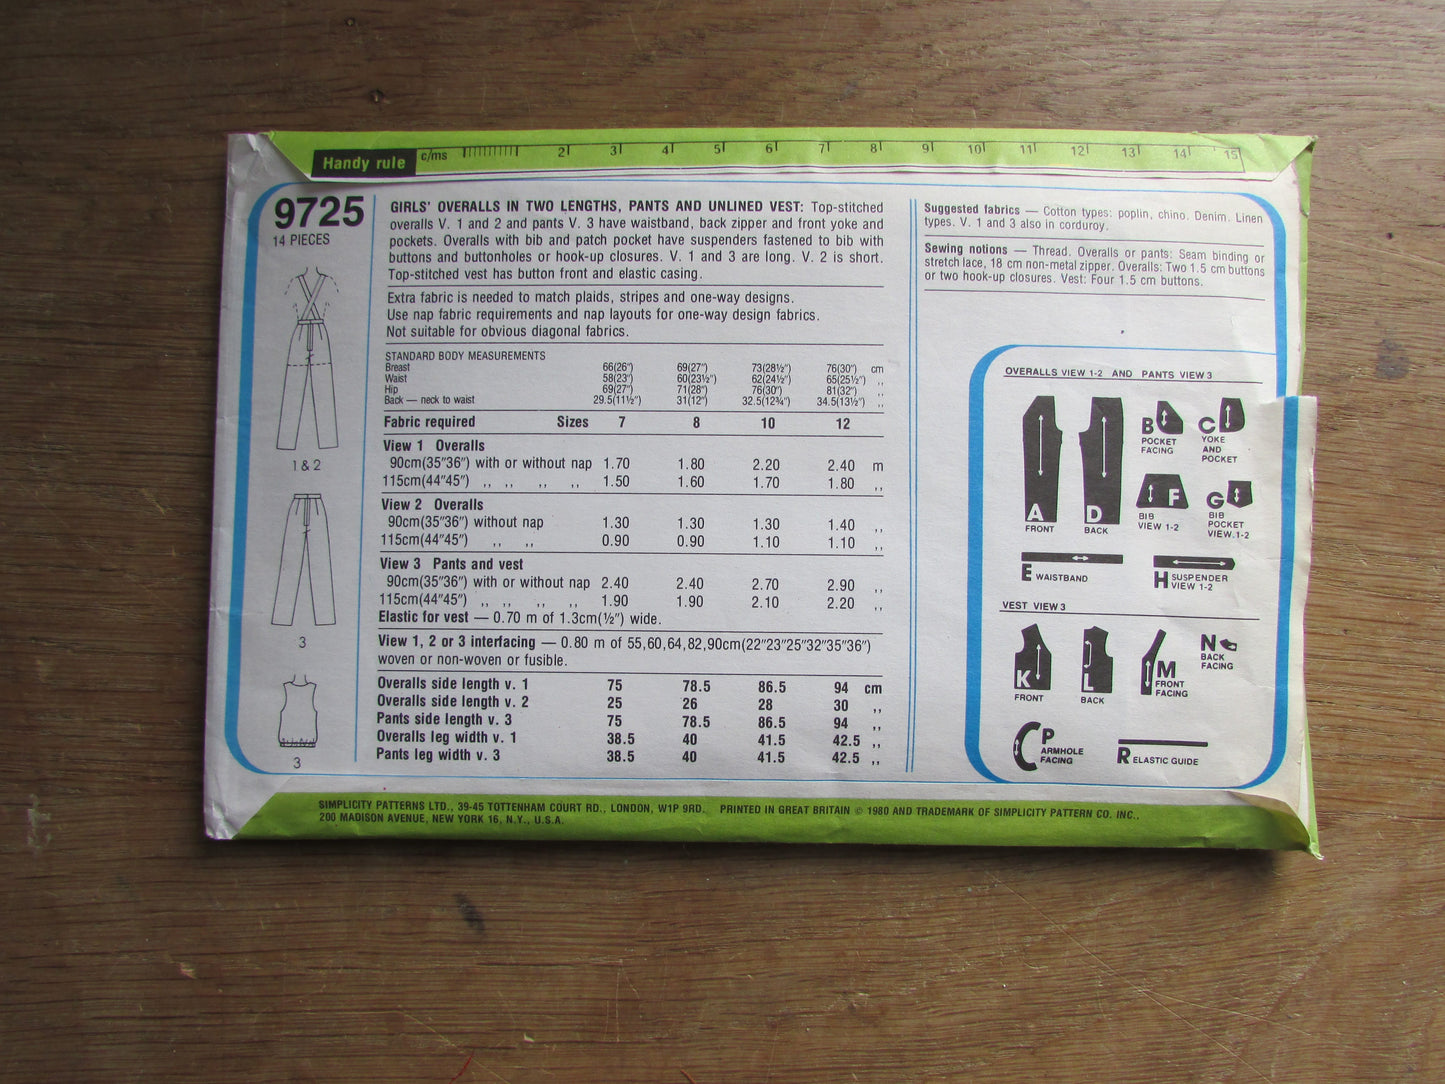 Handy rule c/ms 2 3 4 5 6 7 8 9 10 11 12 13 14 15
9725
14 PIECES
1 & 2
3
3
GIRLS' OVERALLS IN TWO LENGTHS, PANTS AND UNLINED VEST: Top-stitched
overalls V. 1 and 2 and pants V. 3 have waistband, back zipper and front yoke and
pockets. Overalls with bib and patch pocket have suspenders fastened to bib with
buttons and buttonholes or hook-up closures. V. 1 and 3 are long. V. 2 is short.
Top-stitched vest has button front and elastic casing.
Extra fabric is needed to match plaids, stripes and one-way designs.
Use nap fabric requirements and nap layouts for one-way design fabrics.
Not suitable for obvious diagonal fabrics.
STANDARD BODY MEASUREMENTS
Breast 66(26") 69(27") 73(28½") 76(30") cm
Waist 58(23") 60(23½") 62(24½") 65(25½") ,,
Hip 69(27") 71(28") 76(30") 81(32") ,,
Back — neck to waist 29.5(11½") 31(12") 32.5(12¾") 34.5(13½") ,,
Fabric required Sizes 7 8 10 12
View 1 Overalls
90cm(35"36") with or without nap 1.70 1.80 2.20 2.40 m
115cm(44"45") ,, ,, ,, ,, 1.50 1.60 1.70 1.80 ,,
View 2 Overalls
90cm(35"36") without nap 1.30 1.30 1.30 1.40 ,,
115cm(44"45") ,, ,, 0.90 0.90 1.10 1.10 ,,
View 3 Pants and vest
90cm(35"36") with or without nap 2.40 2.40 2.70 2.90 ,,
115cm(44"45") ,, ,, ,, ,, 1.90 1.90 2.10 2.20 ,,
Elastic for vest — 0.70 m of 1.3cm(½") wide.
View 1, 2 or 3 interfacing — 0.80 m of 55,60,64,82,90cm(22"23"25"32"35"36")
woven or non-woven or fusible.
Overalls side length v. 1 75 78.5 86.5 94 cm
Overalls side length v. 2 25 26 28 30 ,,
Pants side length v. 3 75 78.5 86.5 94 ,,
Overalls leg width v. 1 38.5 40 41.5 42.5 ,,
Pants leg width v. 3 38.5 40 41.5 42.5 ,,
Suggested fabrics — Cotton types: poplin, chino. Denim. Linen
types. V. 1 and 3 also in corduroy.
Sewing notions — Thread. Overalls or pants: Seam binding or
stretch lace, 18 cm non-metal zipper. Overalls: Two 1.5 cm buttons
or two hook-up closures. Vest: Four 1.5 cm buttons.
OVERALLS VIEW 1-2 AND PANTS VIEW 3
A
FRONT
D
BACK
B
POCKET
FACING
C
YOKE
AND
POCKET
F
BIB
VIEW 1-2
G
BIB
POCKET
VIEW.1-2
E WAISTBAND
H SUSPENDER
VIEW 1-2
VEST VIEW 3
K
FRONT
L
BACK
M
FRONT
FACING
N
BACK
FACING
P
ARMHOLE
FACING
R ELASTIC GUIDE
SIMPLICITY PATTERNS LTD., 39-45 TOTTENHAM COURT RD., LONDON, W1P 9RD. PRINTED IN GREAT BRITAIN © 1980 AND TRADEMARK OF SIMPLICITY PATTERN CO. INC.,
200 MADISON AVENUE, NEW YORK 16, N.Y., U.S.A.